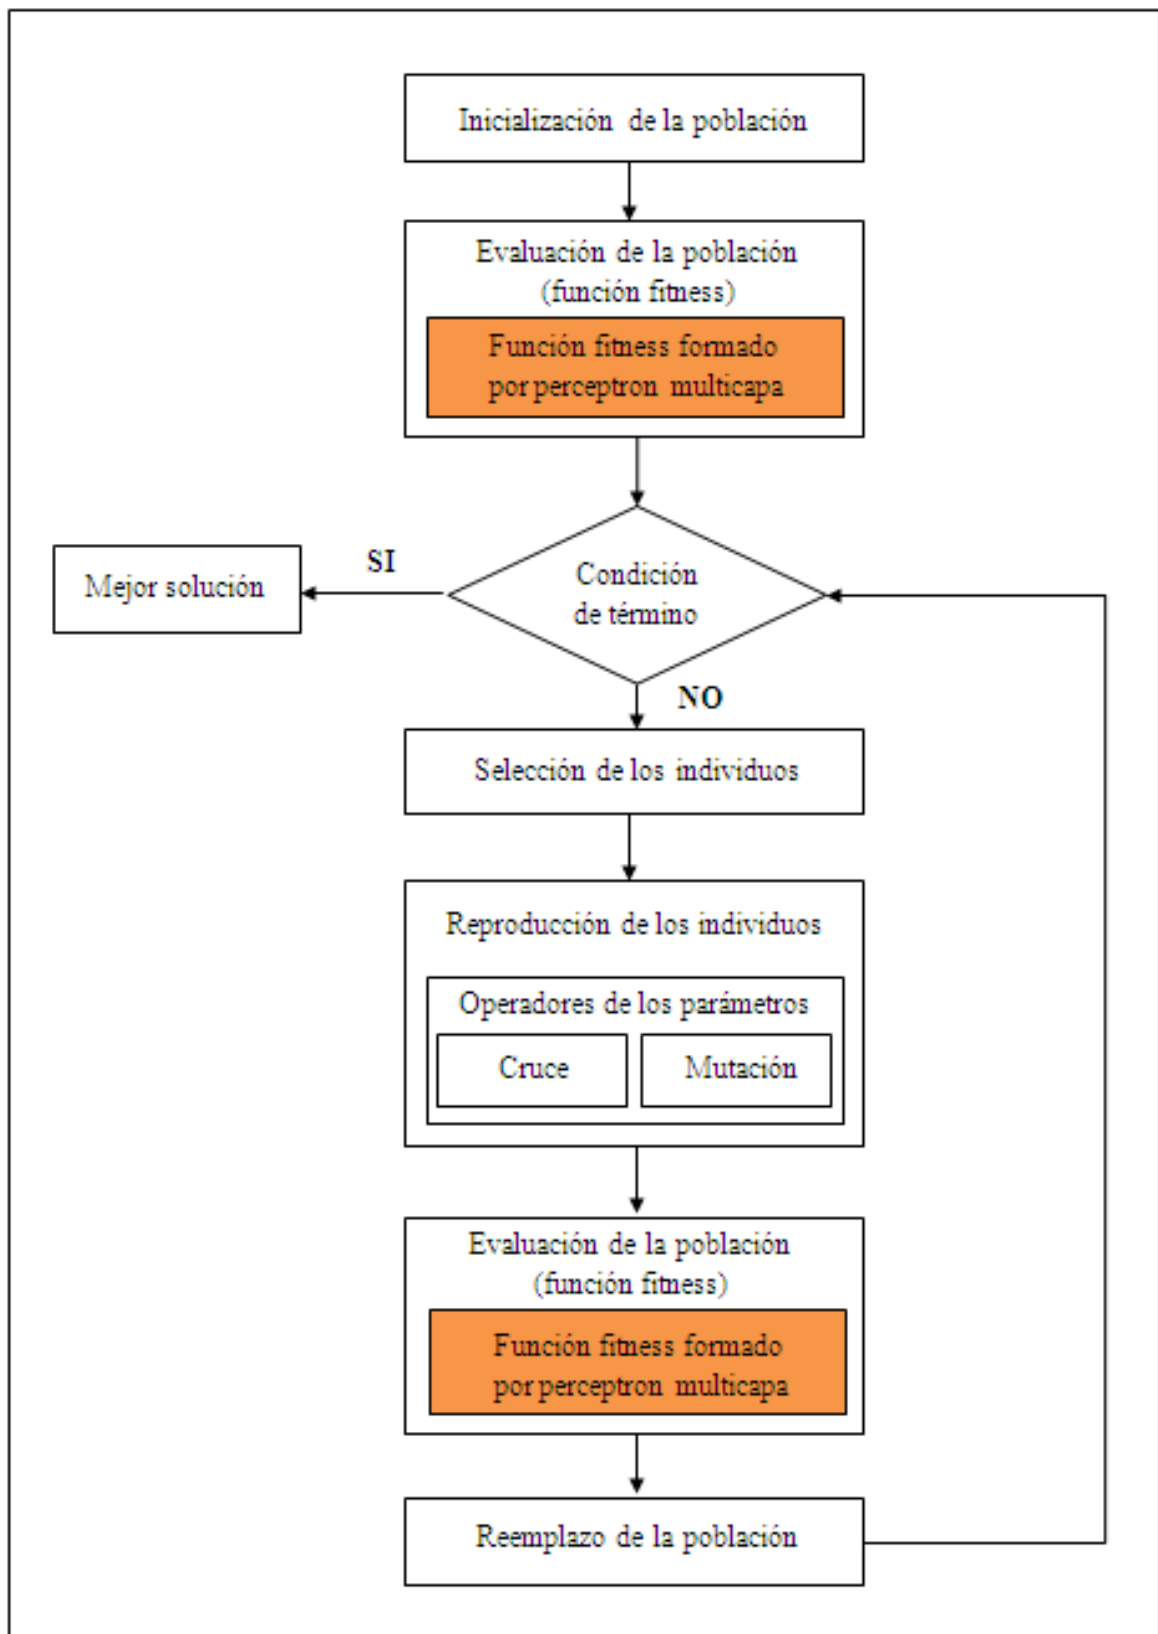 Inicialización de la población
Evaluación de la población
(función fitness)
Función fitness formado
por perceptron multicapa
SI
Mejor solución
Condición
de término
NO
Selección de los individuos
Reproducción de los individuos
Operadores de los parámetros
Cruce
Mutación
Evaluación de la población
(función fitness)
Función fitness formado
por perceptron multicapa
Reemplazo de la población